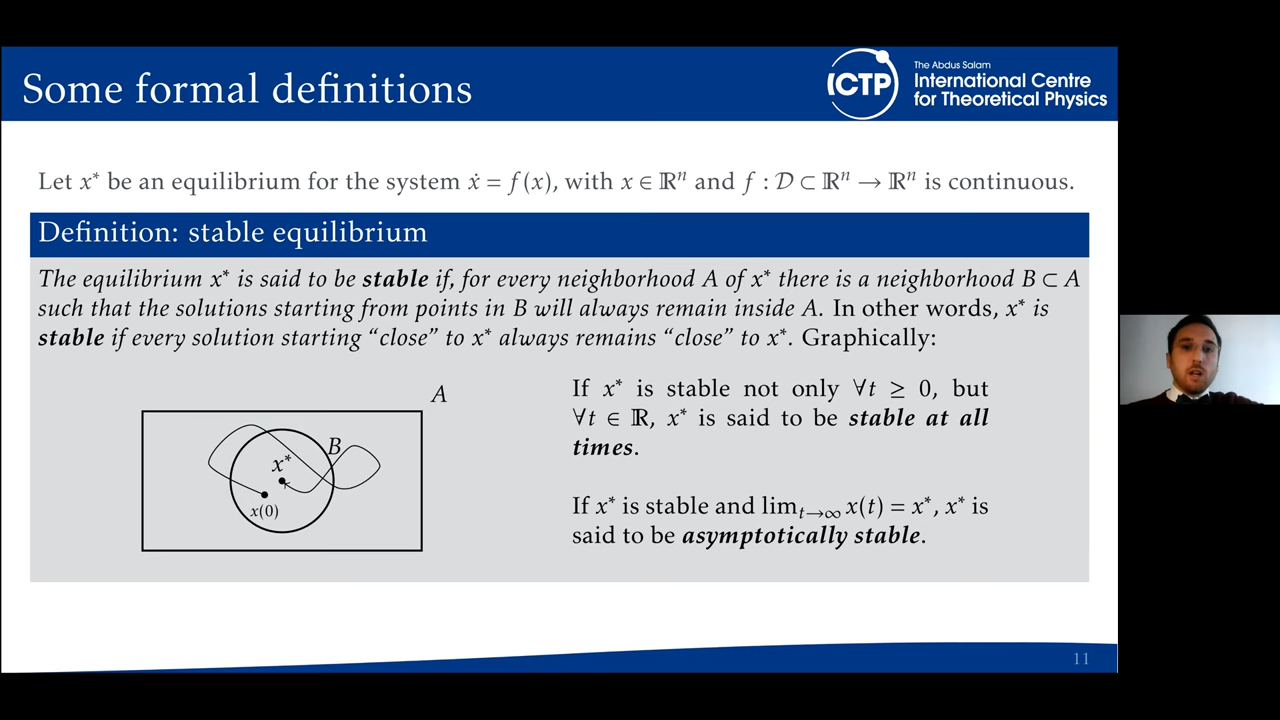 Some formal definitions
ICTP
The Abdus Salam
International Centre
for Theoretical Physics
Let x* be an equilibrium for the system ẋ = f(x), with x ∈ ℝⁿ and f : 𝒟 ⊂ ℝⁿ → ℝⁿ is continuous.
Definition: stable equilibrium
The equilibrium x* is said to be stable if, for every neighborhood A of x* there is a neighborhood B ⊂ A
such that the solutions starting from points in B will always remain inside A. In other words, x* is
stable if every solution starting “close” to x* always remains “close” to x*. Graphically:
A
B
x*
x(0)
If x* is stable not only ∀t ≥ 0, but
∀t ∈ ℝ, x* is said to be stable at all
times.
If x* is stable and lim_{t→∞} x(t) = x*, x* is
said to be asymptotically stable.
11